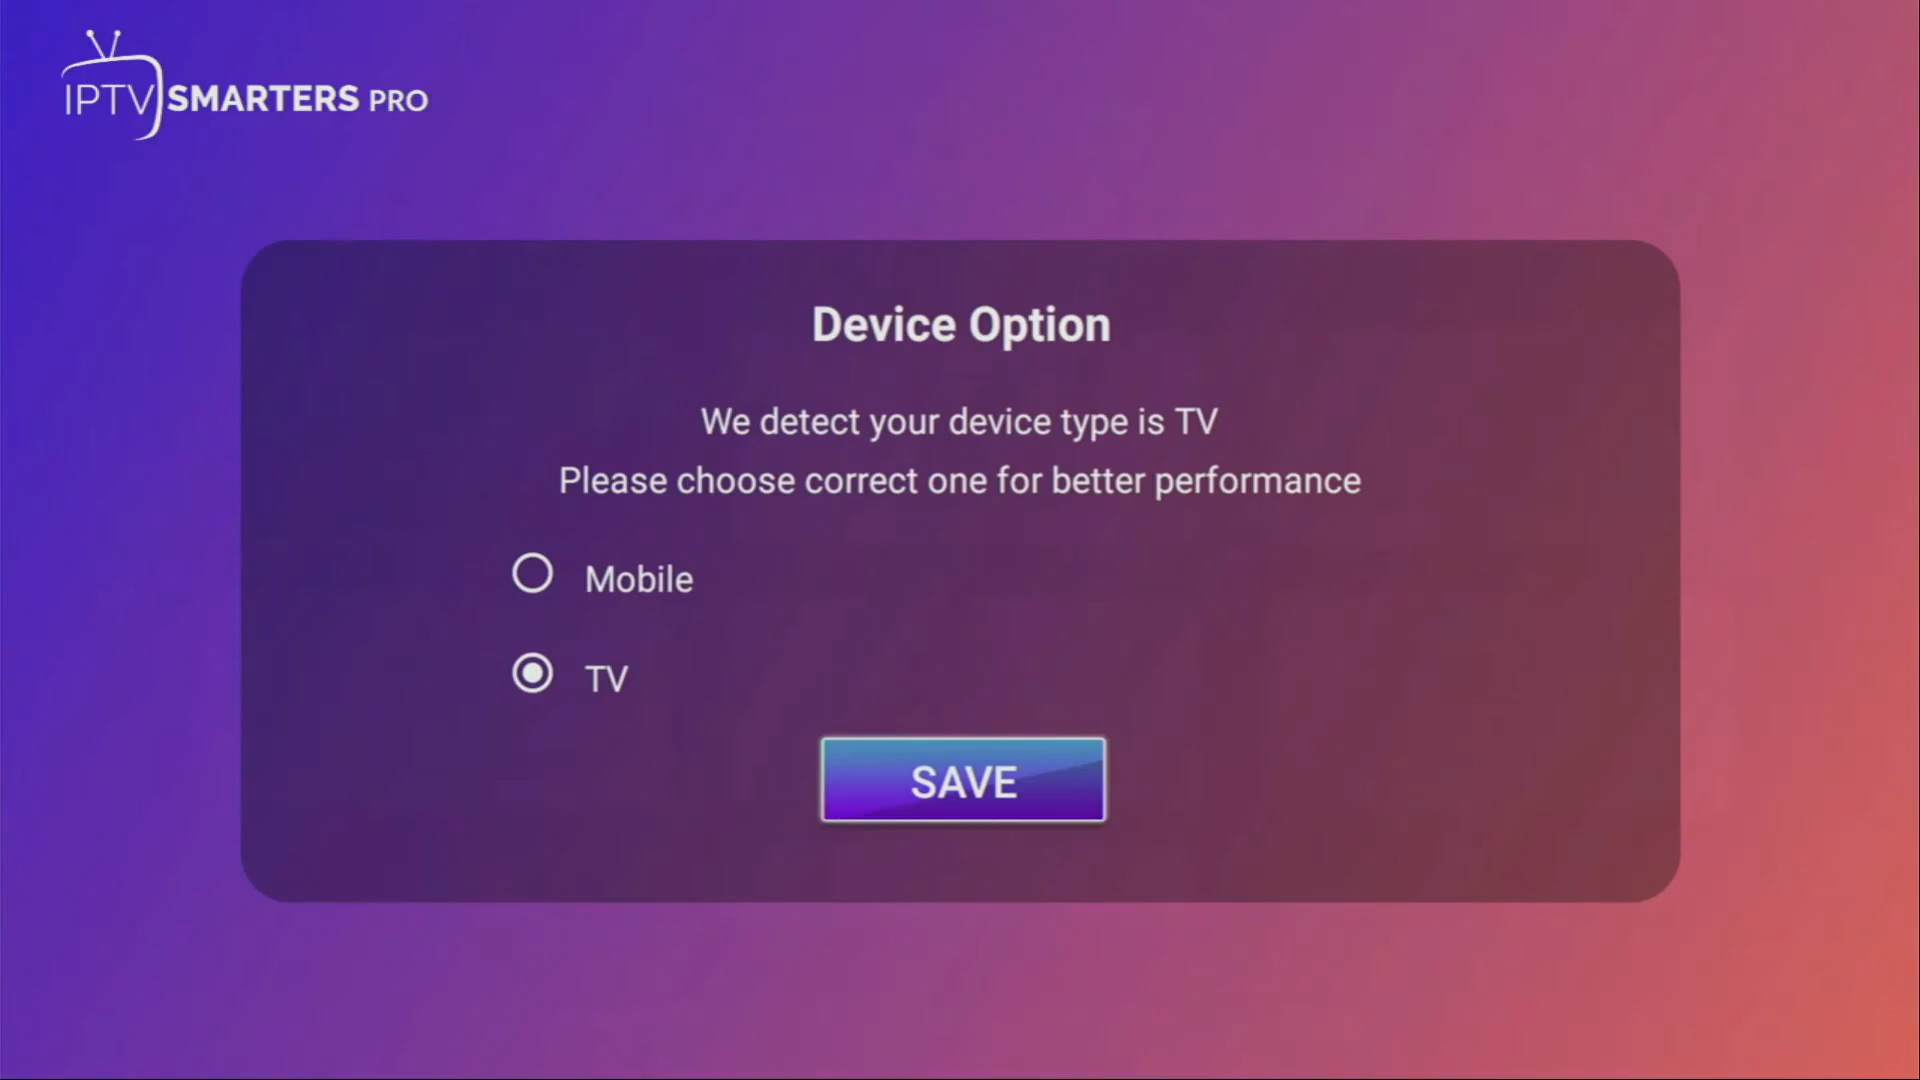 IPTV SMARTERS PRO
Device Option
We detect your device type is TV
Please choose correct one for better performance
Mobile
TV
SAVE